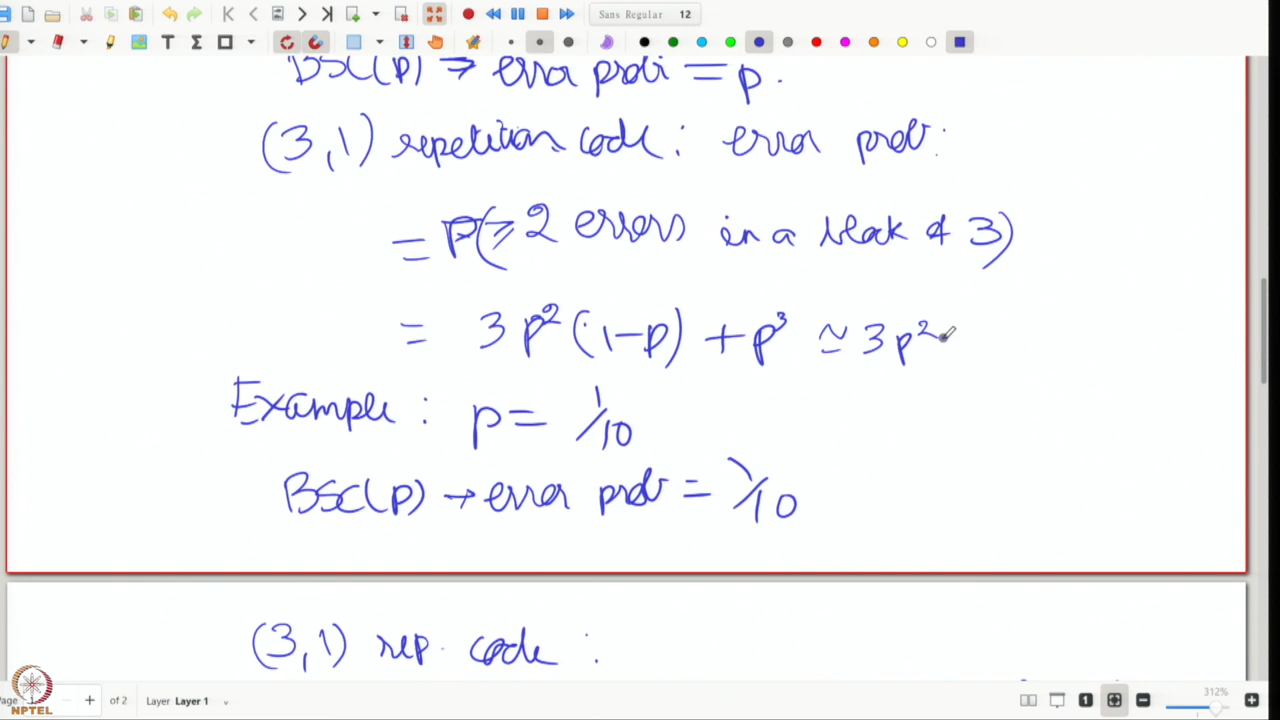 Sans Regular 12
BSC(p) → error prob = p.
(3,1) repetition code: error prob:
= P(≥2 errors in a block of 3)
= 3p²(1-p) + p³ ≃ 3p²
Example: p = 1/10
BSC(p) → error prob = 1/10
(3,1) rep. code :
NPTEL
Page of 2 Layer Layer 1
312%